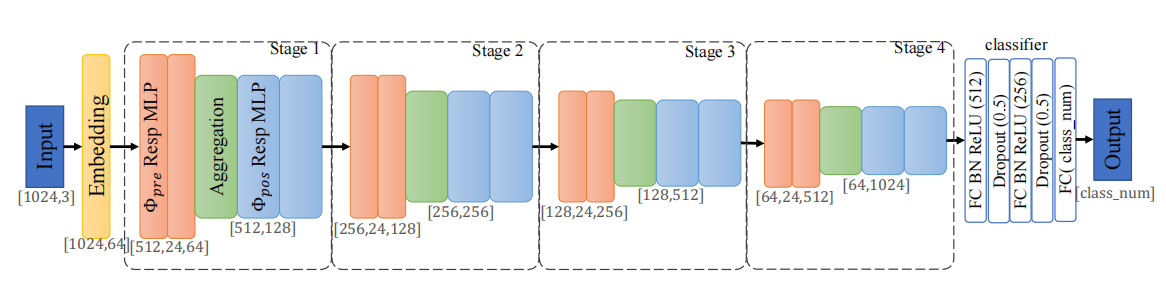 Stage 1
Stage 2
Stage 3
Stage 4
classifier
Input
[1024,3]
Embedding
[1024,64]
Φpre Resp MLP
[512,24,64]
Aggregation
Φpos Resp MLP
[512,128]
[256,24,128]
[256,256]
[128,24,256]
[128,512]
[64,24,512]
[64,1024]
FC BN ReLU (512)
Dropout (0.5)
FC BN ReLU (256)
Dropout (0.5)
FC( class_num)
Output
[class_num]